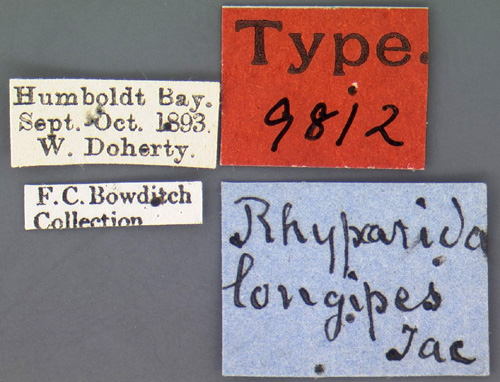 Type.
9812
Humboldt Bay.
Sept. Oct. 1893.
W. Doherty.
F. C. Bowditch
Collection
Rhyparida
longipes
Jac